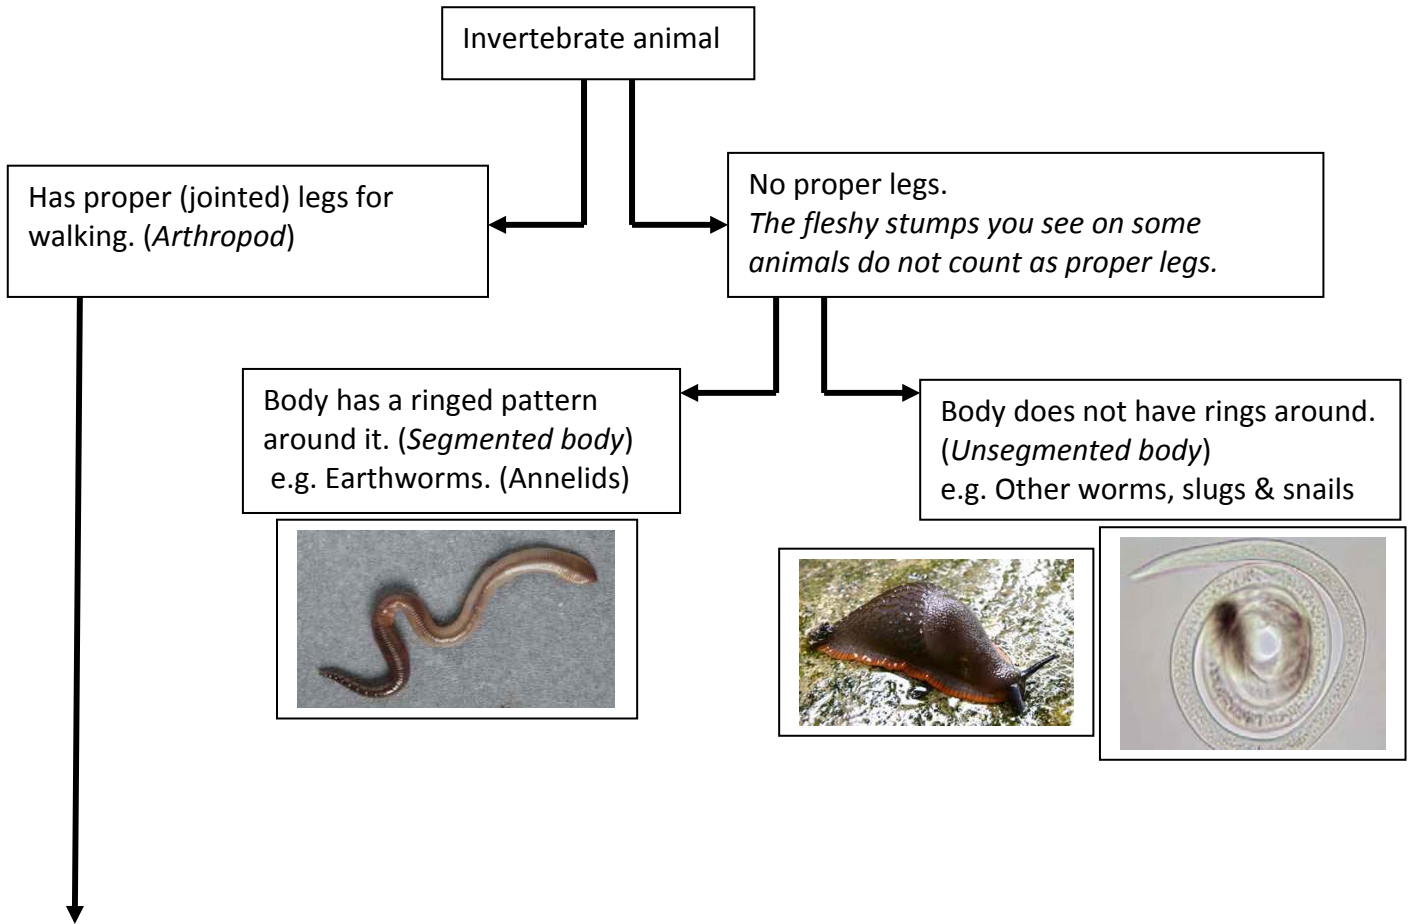 Invertebrate animal
Has proper (jointed) legs for
walking. (Arthropod)
No proper legs.
The fleshy stumps you see on some
animals do not count as proper legs.
Body has a ringed pattern
around it. (Segmented body)
e.g. Earthworms. (Annelids)
Body does not have rings around.
(Unsegmented body)
e.g. Other worms, slugs & snails